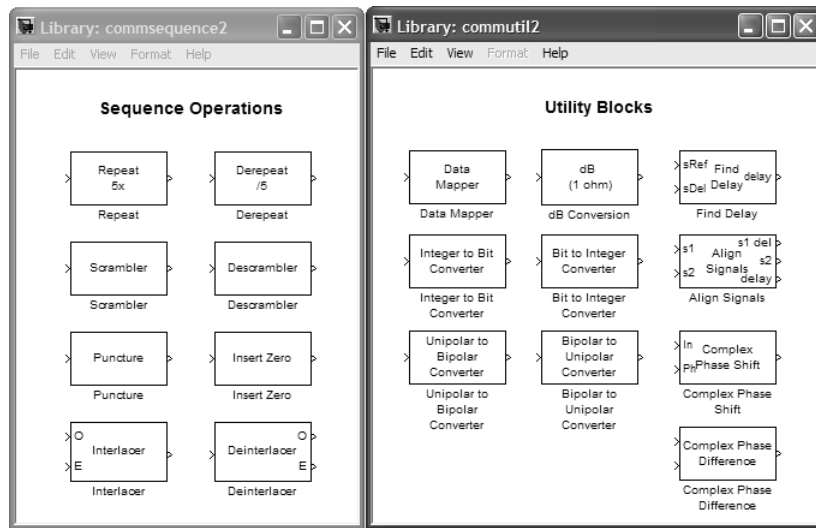 Library: commsequence2
File Edit View Format Help
Sequence Operations
Repeat
5x
Repeat
Derepeat
/5
Derepeat
Scrambler
Scrambler
Descrambler
Descrambler
Puncture
Puncture
Insert Zero
Insert Zero
O
E
Interlacer
Interlacer
Deinterlacer
O
E
Deinterlacer
Library: commutil2
File Edit View Format Help
Utility Blocks
Data
Mapper
Data Mapper
dB
(1 ohm)
dB Conversion
sRef
sDel
Find
Delay
delay
Find Delay
Integer to Bit
Converter
Integer to Bit
Converter
Bit to Integer
Converter
Bit to Integer
Converter
s1
s2
Align
Signals
s1 del
s2
delay
Align Signals
Unipolar to
Bipolar
Converter
Unipolar to
Bipolar
Converter
Bipolar to
Unipolar
Converter
Bipolar to
Unipolar
Converter
In
Ph
Complex
Phase Shift
Complex Phase
Shift
Complex Phase
Difference
Complex Phase
Difference